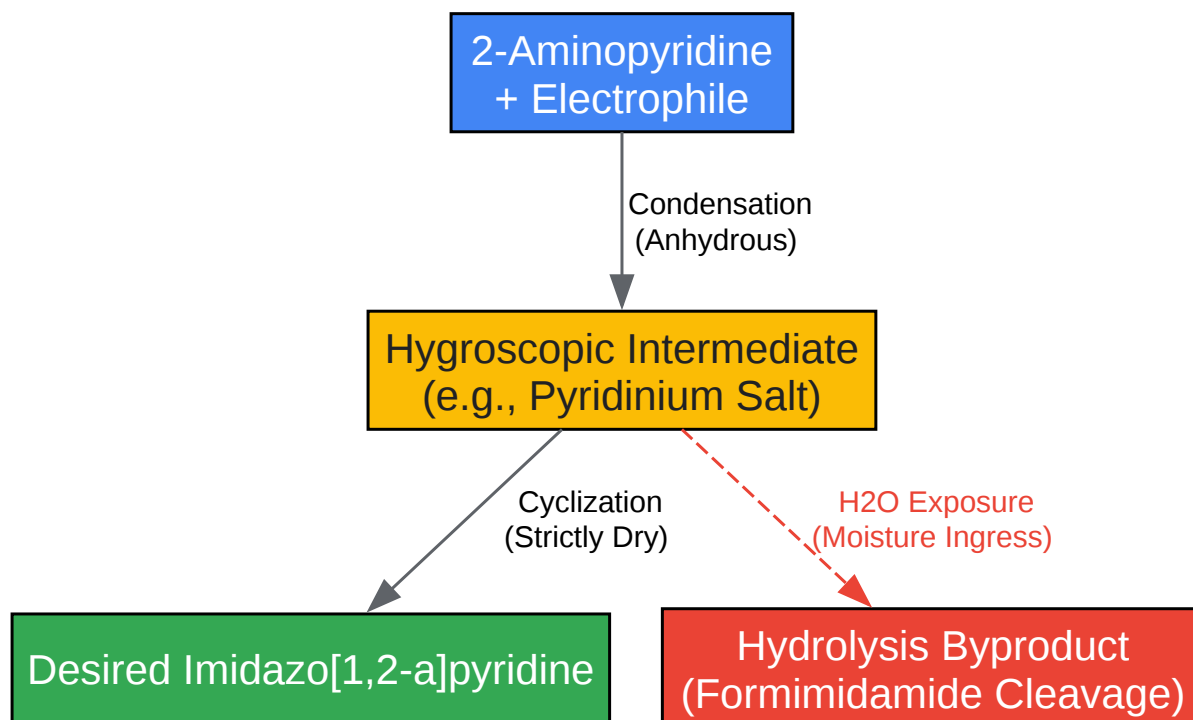 2-Aminopyridine
+ Electrophile
Condensation
(Anhydrous)
Hygroscopic Intermediate
(e.g., Pyridinium Salt)
Cyclization
(Strictly Dry)
H2O Exposure
(Moisture Ingress)
Desired Imidazo[1,2-a]pyridine
Hydrolysis Byproduct
(Formimidamide Cleavage)